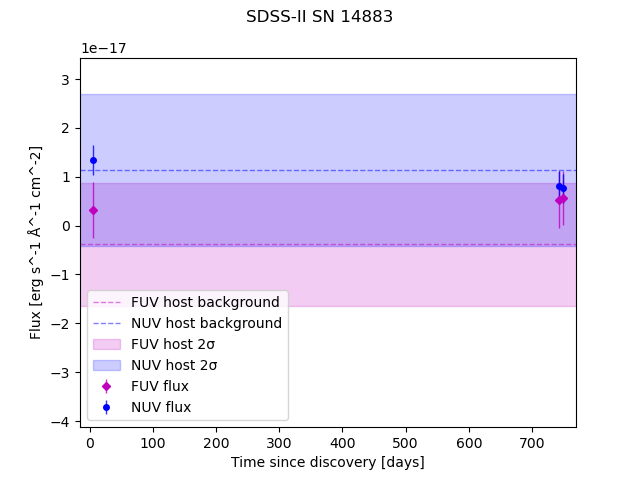 SDSS-II SN 14883
1e−17
3
2
1
0
−1
−2
−3
−4
Flux [erg s^-1 Å^-1 cm^-2]
FUV host background
NUV host background
FUV host 2σ
NUV host 2σ
FUV flux
NUV flux
0 100 200 300 400 500 600 700
Time since discovery [days]